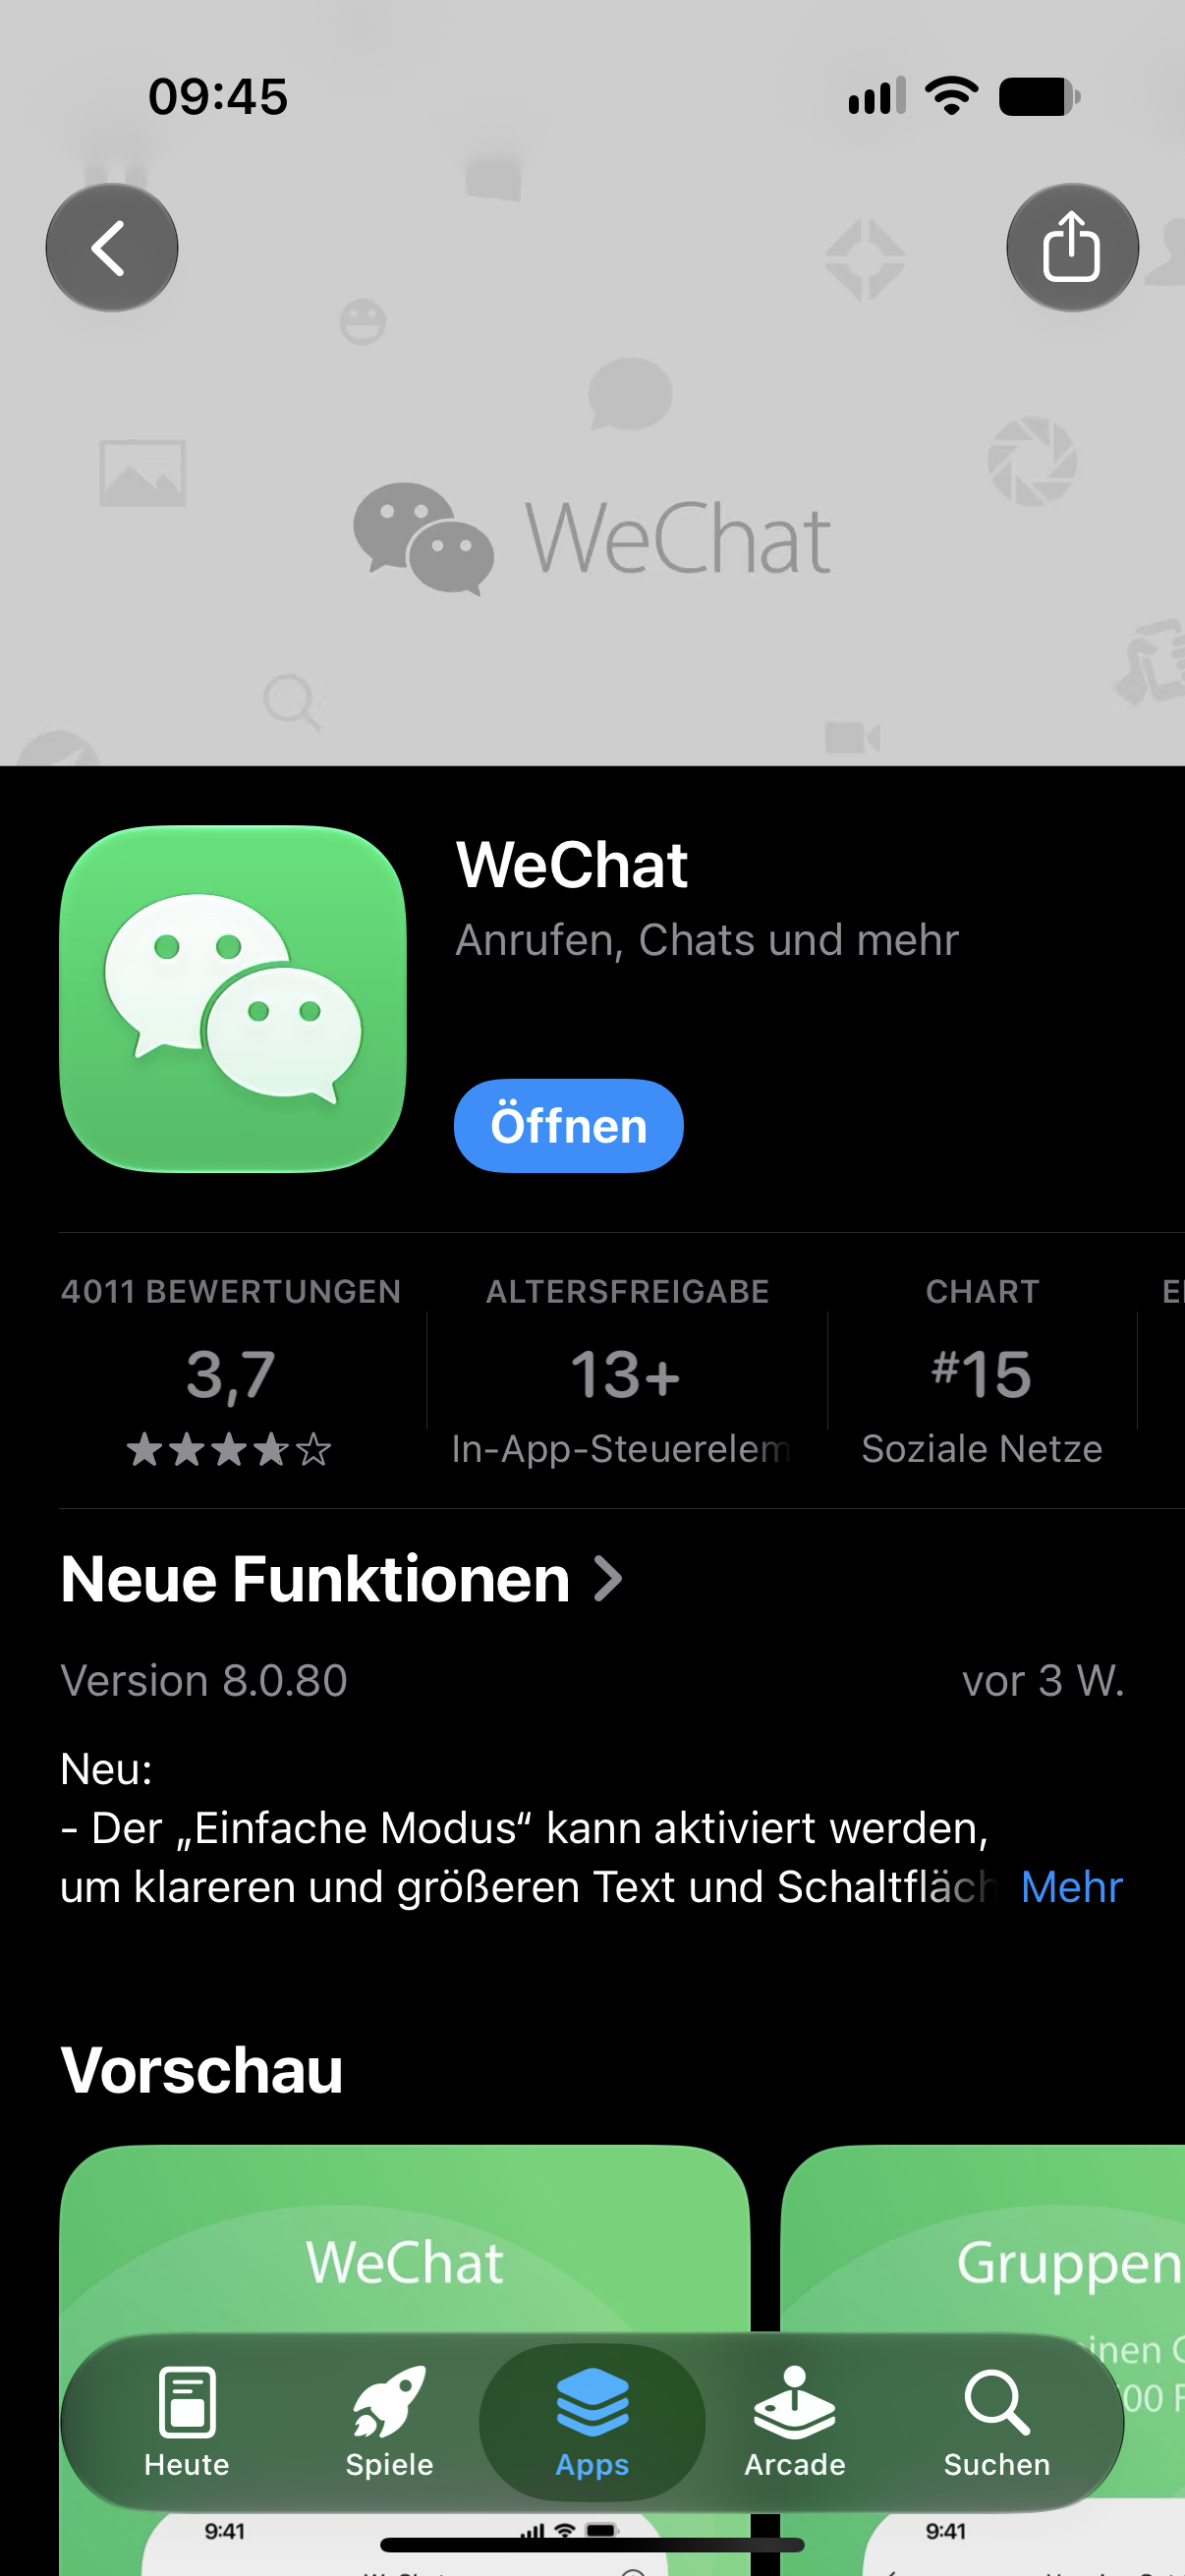 09:45
WeChat
WeChat
Anrufen, Chats und mehr
Öffnen
4011 BEWERTUNGEN
3,7
ALTERSFREIGABE
13+
In-App-Steuerelem
CHART
#15
Soziale Netze
Neue Funktionen
Version 8.0.80
vor 3 W.
Neu:
- Der „Einfache Modus“ kann aktiviert werden,
um klareren und größeren Text und Schaltfläch Mehr
Vorschau
WeChat
Gruppen
Heute
Spiele
Apps
Arcade
Suchen
9:41
9:41